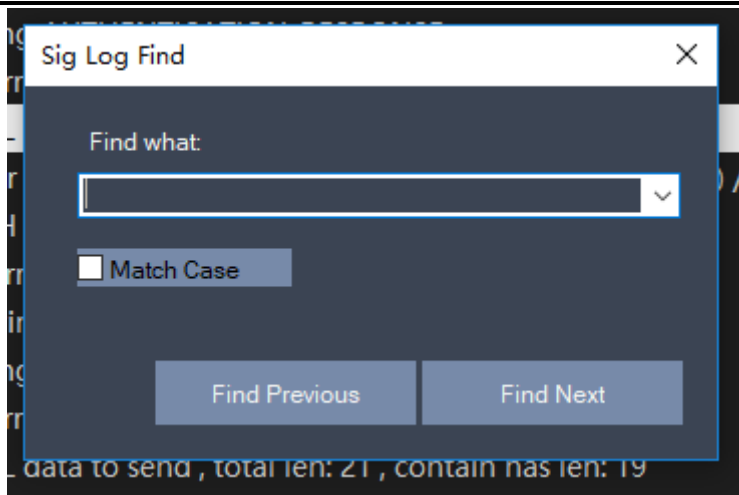 Sig Log Find
Find what:
Match Case
Find Previous
Find Next
data to send , total len: 21 , contain nas len: 19